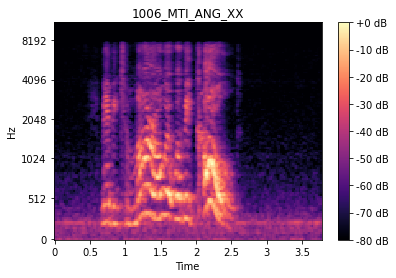 1006_MTI_ANG_XX
+0 dB
8192
-10 dB
4096
-20 dB
-30 dB
2048
Hz
-40 dB
1024
-50 dB
512
-60 dB
-70 dB
0
-80 dB
0 0.5 1 1.5 2 2.5 3 3.5
Time